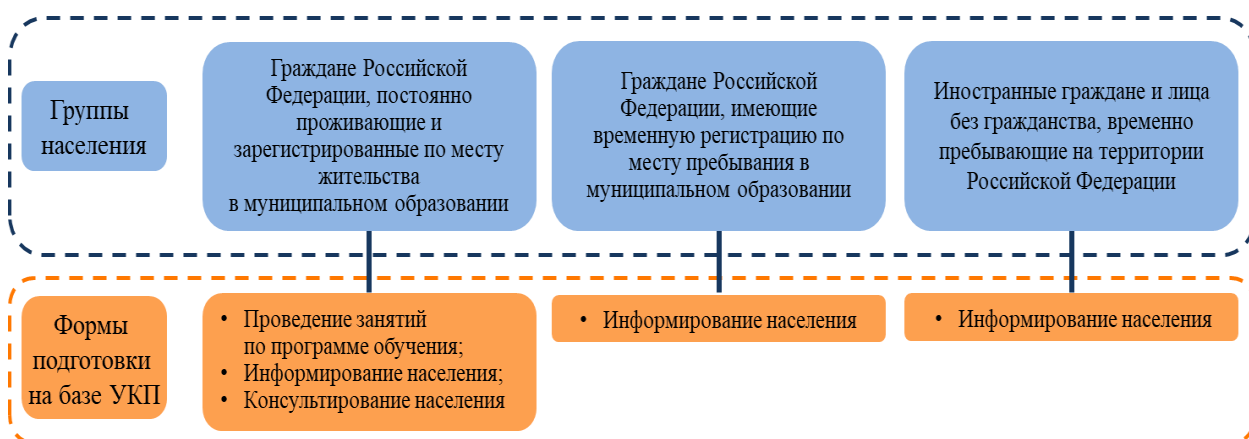 Группы
населения
Граждане Российской
Федерации, постоянно
проживающие и
зарегистрированные по месту
жительства
в муниципальном образовании
Граждане Российской
Федерации, имеющие
временную регистрацию по
месту пребывания в
муниципальном образовании
Иностранные граждане и лица
без гражданства, временно
пребывающие на территории
Российской Федерации
Формы
подготовки
на базе УКП
• Проведение занятий
по программе обучения;
• Информирование населения;
• Консультирование населения
• Информирование населения
• Информирование населения